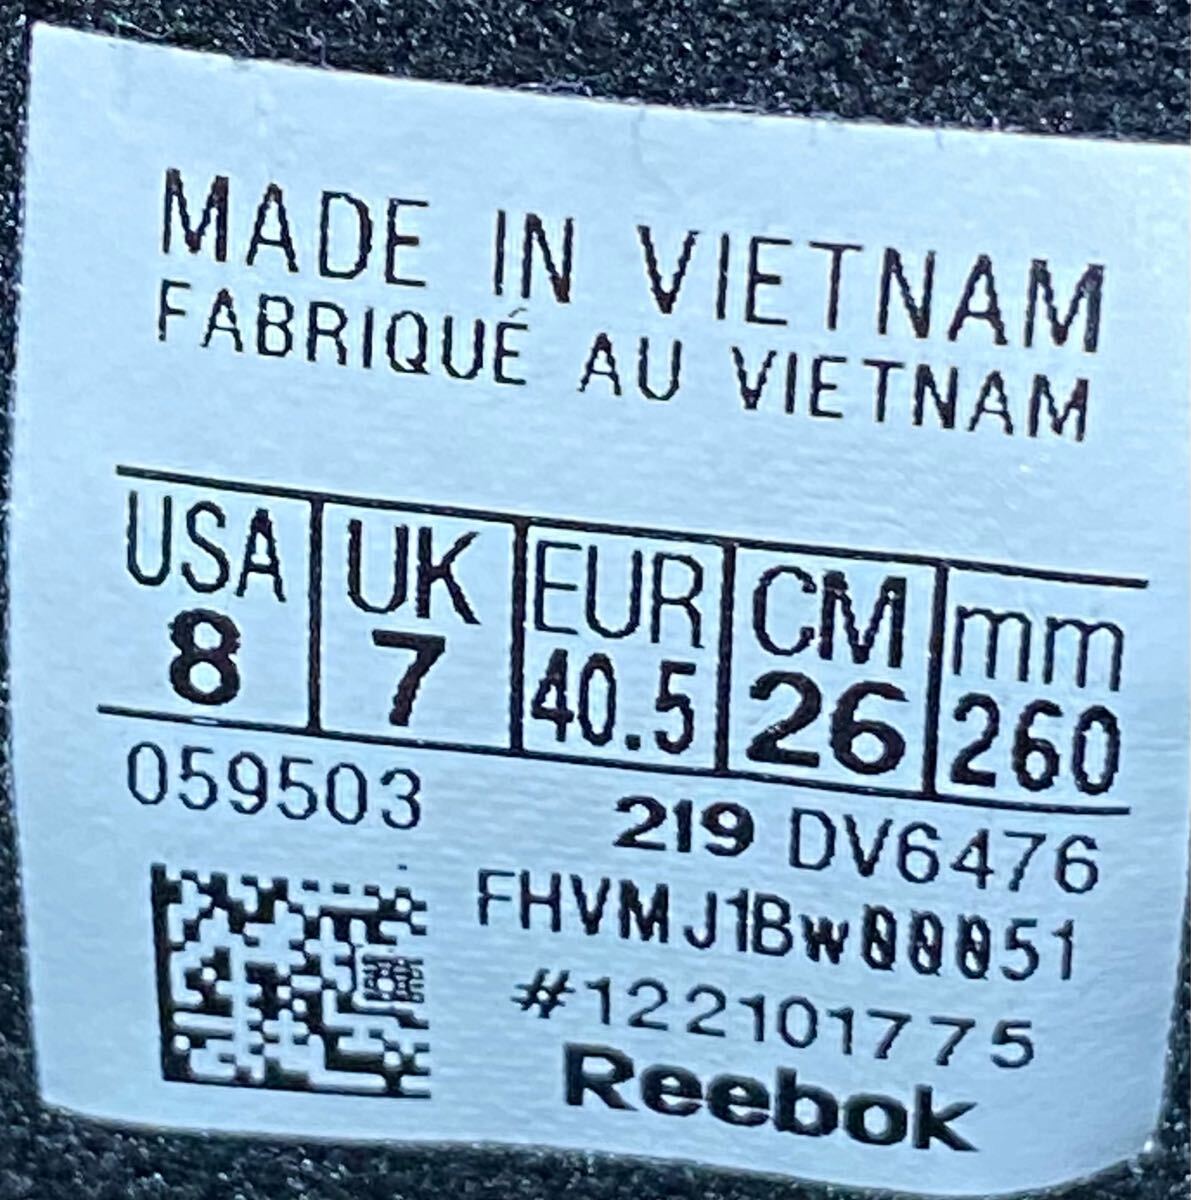 MADE IN VIETNAM
FABRIQUÉ AU VIETNAM
USA UK EUR CM mm
8 7 40.5 26 260
059503 219 DV6476
FHVMJ1BW00051
#122101775
Reebok